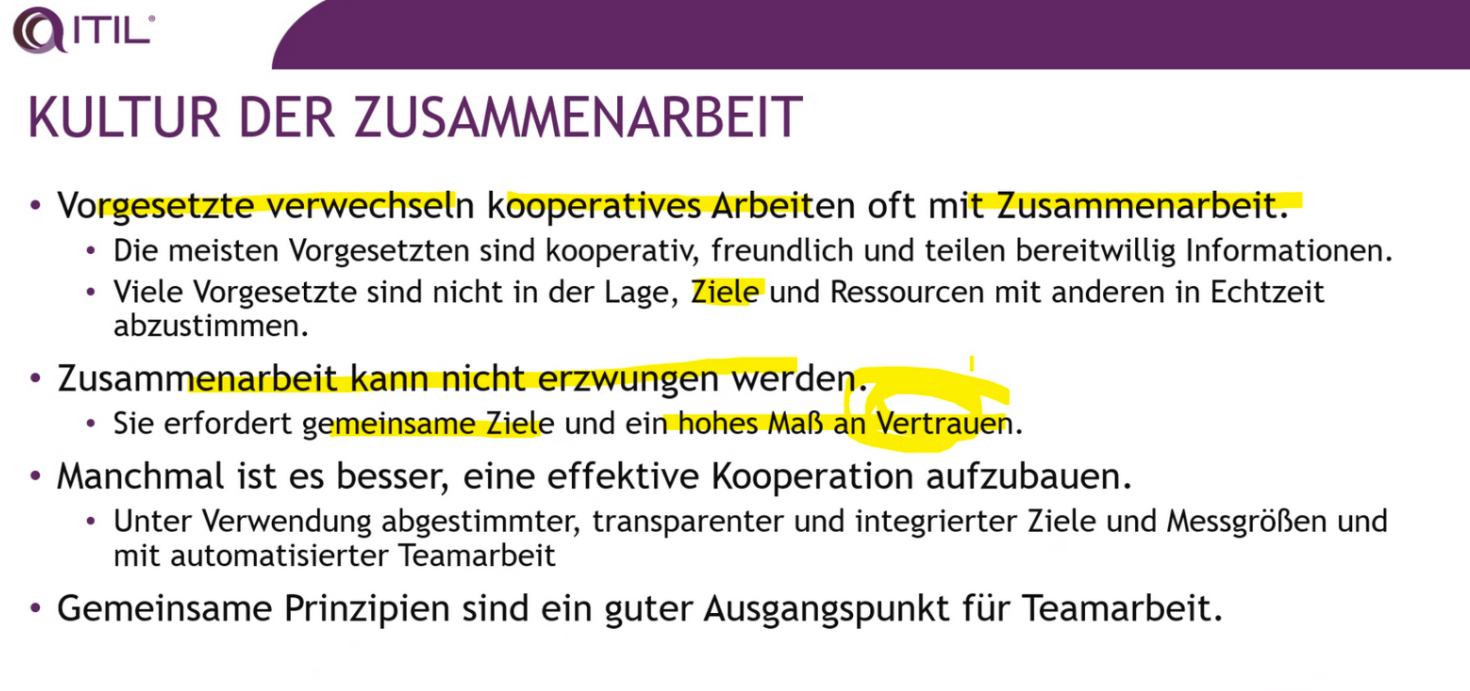 ITIL®
KULTUR DER ZUSAMMENARBEIT
• Vorgesetzte verwechseln kooperatives Arbeiten oft mit Zusammenarbeit.
• Die meisten Vorgesetzten sind kooperativ, freundlich und teilen bereitwillig Informationen.
• Viele Vorgesetzte sind nicht in der Lage, Ziele und Ressourcen mit anderen in Echtzeit
abzustimmen.
• Zusammenarbeit kann nicht erzwungen werden.
• Sie erfordert gemeinsame Ziele und ein hohes Maß an Vertrauen.
• Manchmal ist es besser, eine effektive Kooperation aufzubauen.
• Unter Verwendung abgestimmter, transparenter und integrierter Ziele und Messgrößen und
mit automatisierter Teamarbeit
• Gemeinsame Prinzipien sind ein guter Ausgangspunkt für Teamarbeit.